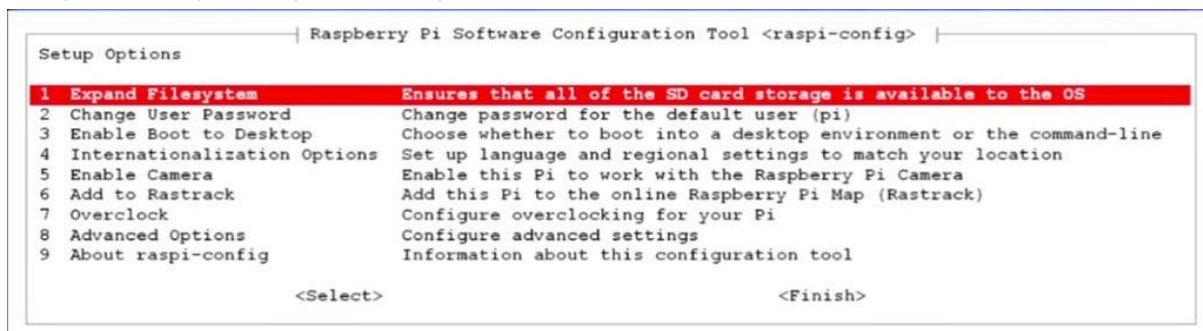 Raspberry Pi Software Configuration Tool <raspi-config>
Setup Options
1 Expand Filesystem Ensures that all of the SD card storage is available to the OS
2 Change User Password Change password for the default user (pi)
3 Enable Boot to Desktop Choose whether to boot into a desktop environment or the command-line
4 Internationalization Options Set up language and regional settings to match your location
5 Enable Camera Enable this Pi to work with the Raspberry Pi Camera
6 Add to Rastrack Add this Pi to the online Raspberry Pi Map (Rastrack)
7 Overclock Configure overclocking for your Pi
8 Advanced Options Configure advanced settings
9 About raspi-config Information about this configuration tool
<Select> <Finish>